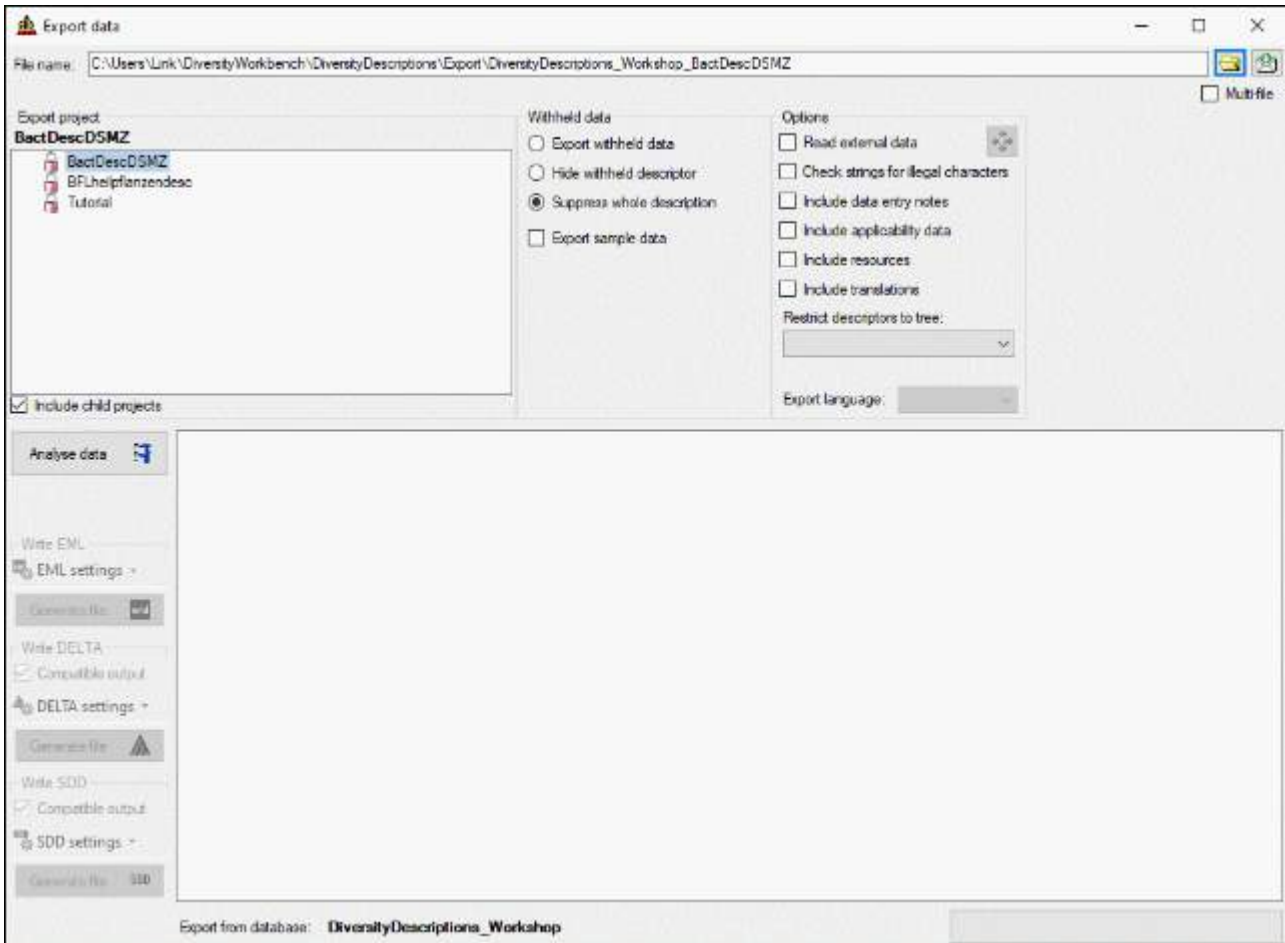 Export data
File name: C:\Users\Link\DiversityWorkbench\DiversityDescriptions\Export\DiversityDescriptions_Workshop_BactDescDSMZ
Multi-file
Export project
BactDescDSMZ
BactDescDSMZ
BFLheilpflanzendesc
Tutorial
Include child projects
Withheld data
Export withheld data
Hide withheld descriptor
Suppress whole description
Export sample data
Options
Read external data
Check strings for illegal characters
Include data entry notes
Include applicability data
Include resources
Include translations
Restrict descriptors to tree:
Export language:
Analyse data
Write EML
EML settings
Generate file
Write DELTA
Compatible output
DELTA settings
Generate file
Write SDD
Compatible output
SDD settings
Generate file SDD
Export from database: DiversityDescriptions_Workshop